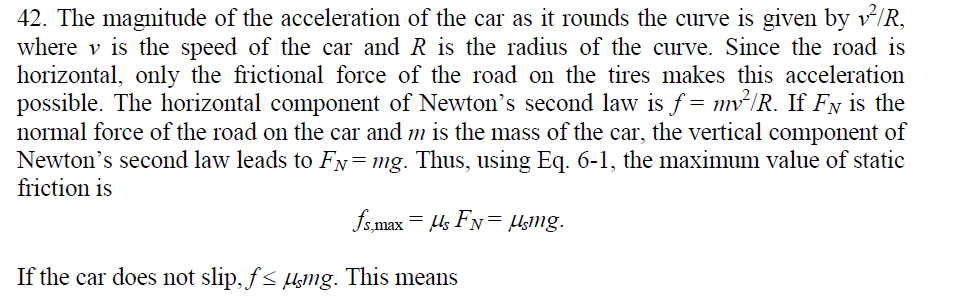 42. The magnitude of the acceleration of the car as it rounds the curve is given by v²/R,
where v is the speed of the car and R is the radius of the curve. Since the road is
horizontal, only the frictional force of the road on the tires makes this acceleration
possible. The horizontal component of Newton’s second law is f = mv²/R. If F_N is the
normal force of the road on the car and m is the mass of the car, the vertical component of
Newton’s second law leads to F_N = mg. Thus, using Eq. 6-1, the maximum value of static
friction is
f_s,max = μ_s F_N = μ_s mg.
If the car does not slip, f ≤ μ_s mg. This means